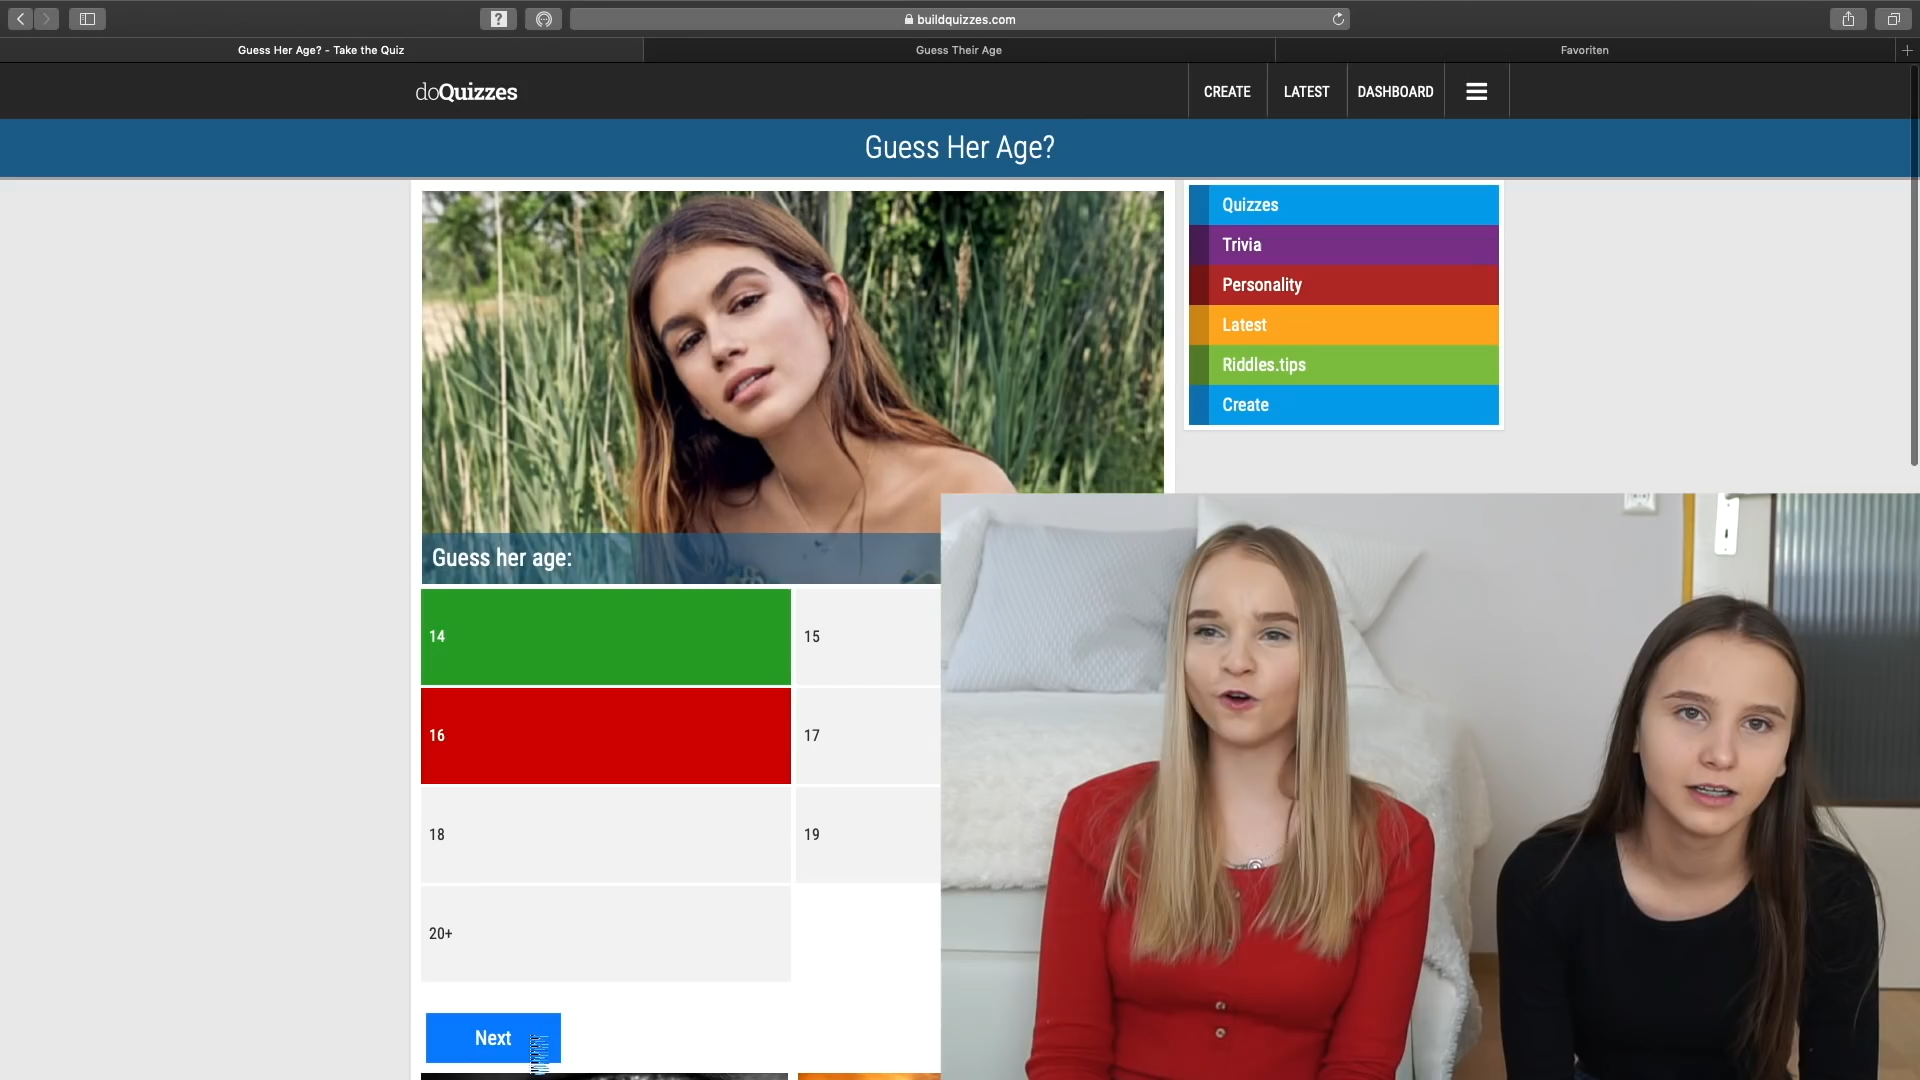 ?
buildquizzes.com
Guess Her Age? - Take the Quiz
Guess Their Age
Favoriten
doQuizzes
CREATE
LATEST
DASHBOARD
Guess Her Age?
Quizzes
Trivia
Personality
Latest
Riddles.tips
Create
Guess her age:
14
15
16
17
18
19
20+
Next